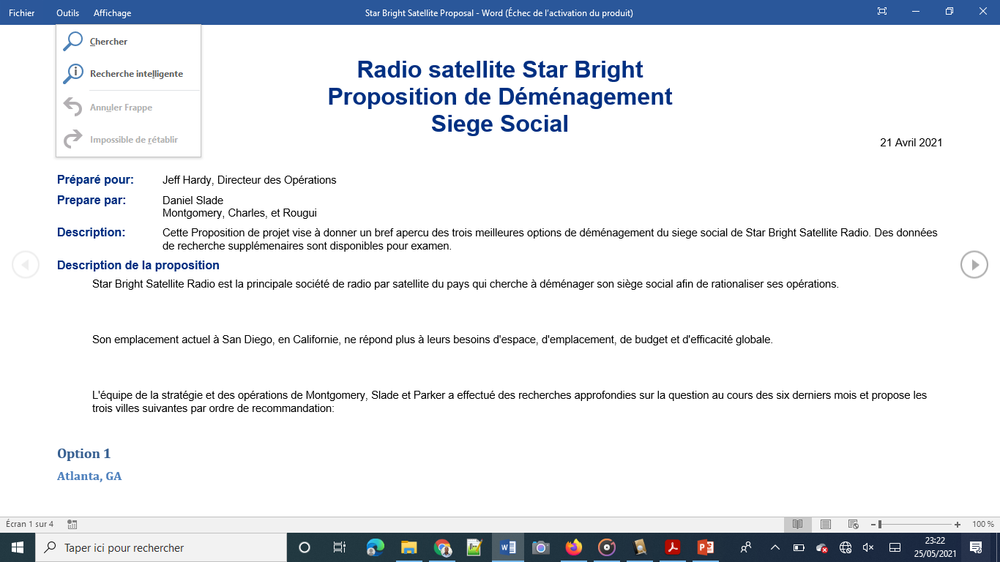 Fichier Outils Affichage Star Bright Satellite Proposal - Word (Échec de l'activation du produit)
Chercher
Recherche intelligente
Annuler Frappe
Impossible de rétablir
Radio satellite Star Bright
Proposition de Déménagement
Siege Social
21 Avril 2021
Préparé pour: Jeff Hardy, Directeur des Opérations
Prepare par: Daniel Slade
Montgomery, Charles, et Rougui
Description: Cette Proposition de projet vise à donner un bref apercu des trois meilleures options de déménagement du siege social de Star Bright Satellite Radio. Des données
de recherche supplémenaires sont disponibles pour examen.
Description de la proposition
Star Bright Satellite Radio est la principale société de radio par satellite du pays qui cherche à déménager son siège social afin de rationaliser ses opérations.
Son emplacement actuel à San Diego, en Californie, ne répond plus à leurs besoins d'espace, d'emplacement, de budget et d'efficacité globale.
L'équipe de la stratégie et des opérations de Montgomery, Slade et Parker a effectué des recherches approfondies sur la question au cours des six derniers mois et propose les
trois villes suivantes par ordre de recommandation:
Option 1
Atlanta, GA
Écran 1 sur 4 100 %
Taper ici pour rechercher
23:22
25/05/2021